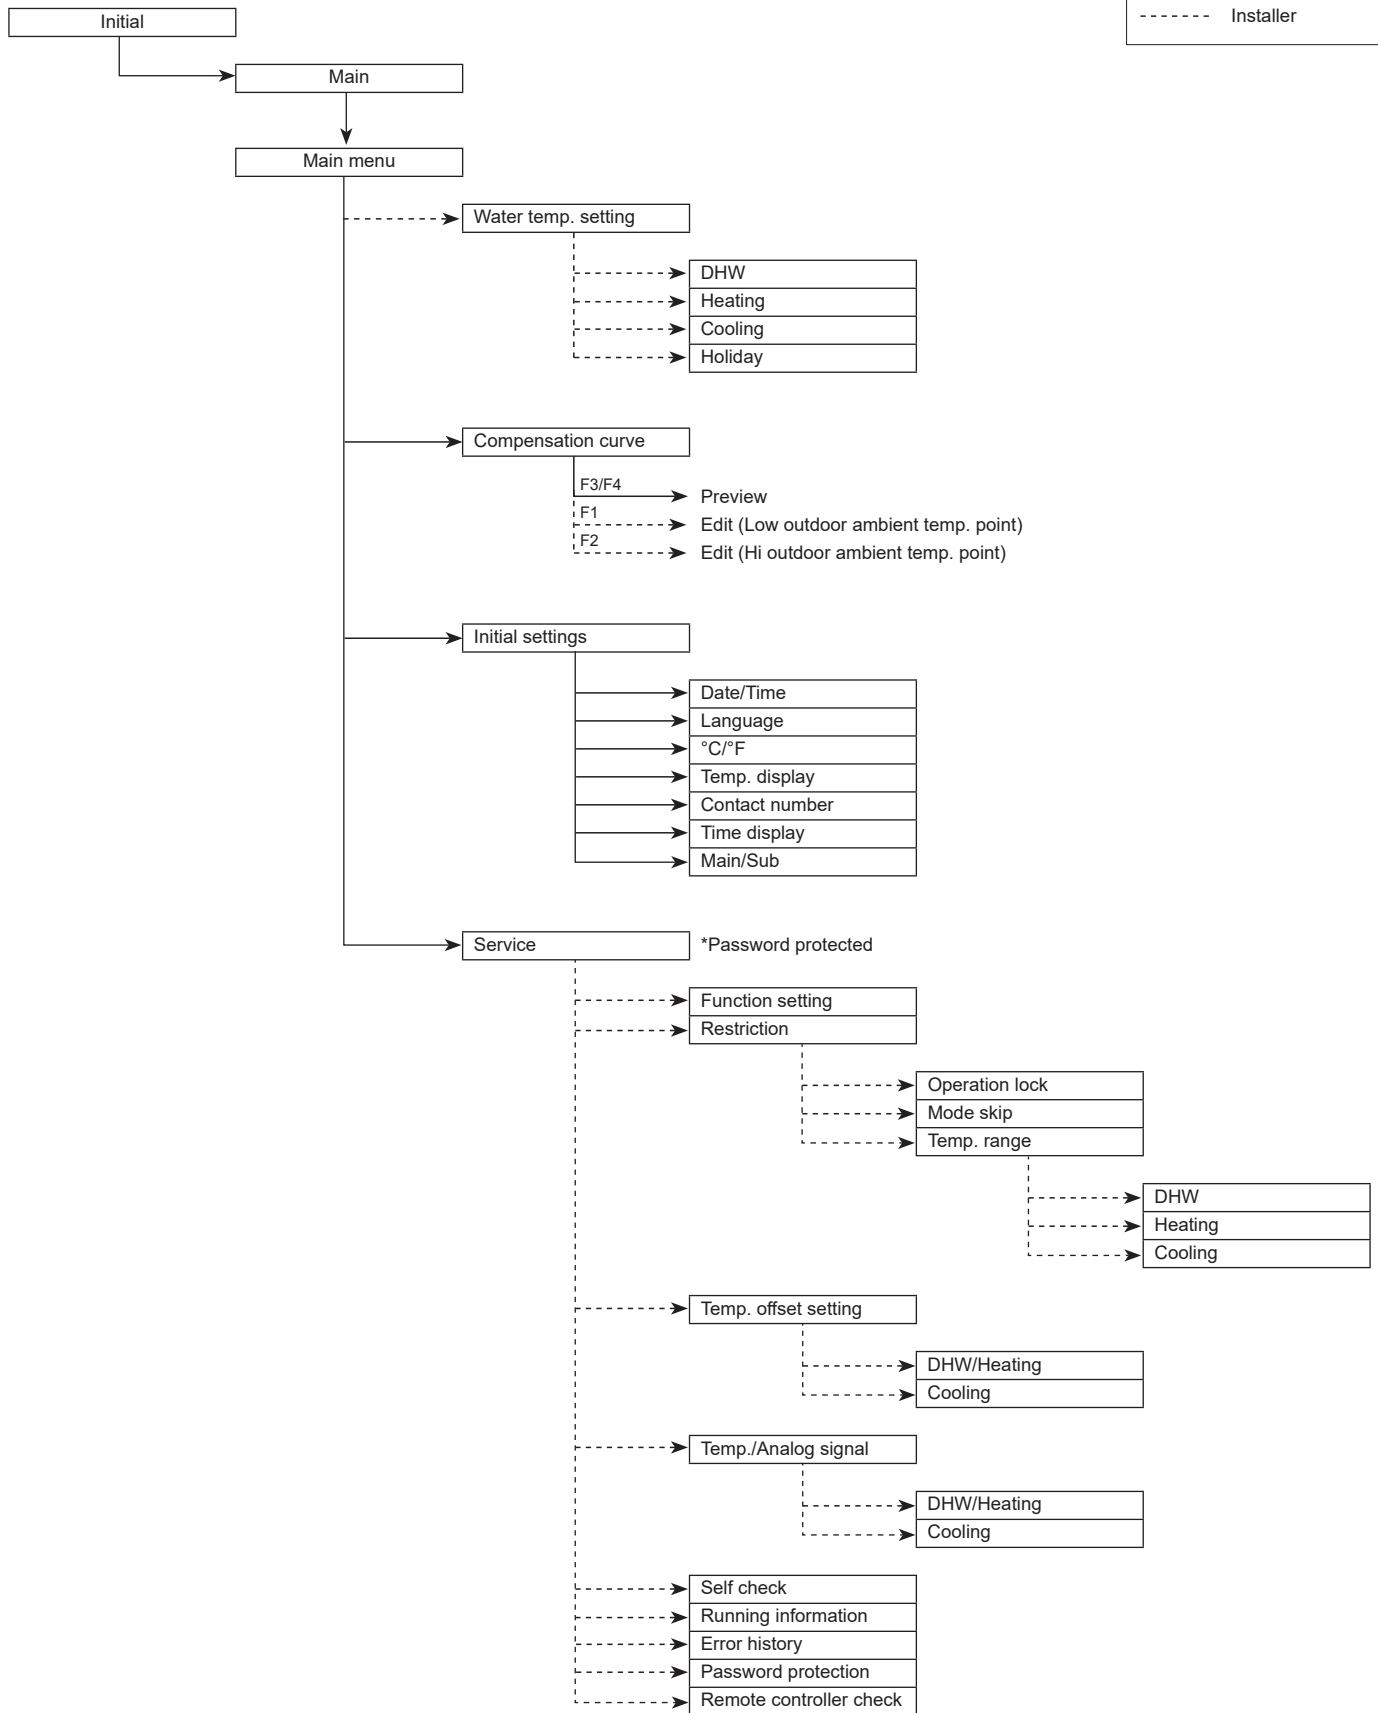 Initial
Installer
Main
Main menu
Water temp. setting
DHW
Heating
Cooling
Holiday
Compensation curve
F3/F4
Preview
F1
Edit (Low outdoor ambient temp. point)
F2
Edit (Hi outdoor ambient temp. point)
Initial settings
Date/Time
Language
°C/°F
Temp. display
Contact number
Time display
Main/Sub
Service
*Password protected
Function setting
Restriction
Operation lock
Mode skip
Temp. range
DHW
Heating
Cooling
Temp. offset setting
DHW/Heating
Cooling
Temp./Analog signal
DHW/Heating
Cooling
Self check
Running information
Error history
Password protection
Remote controller check